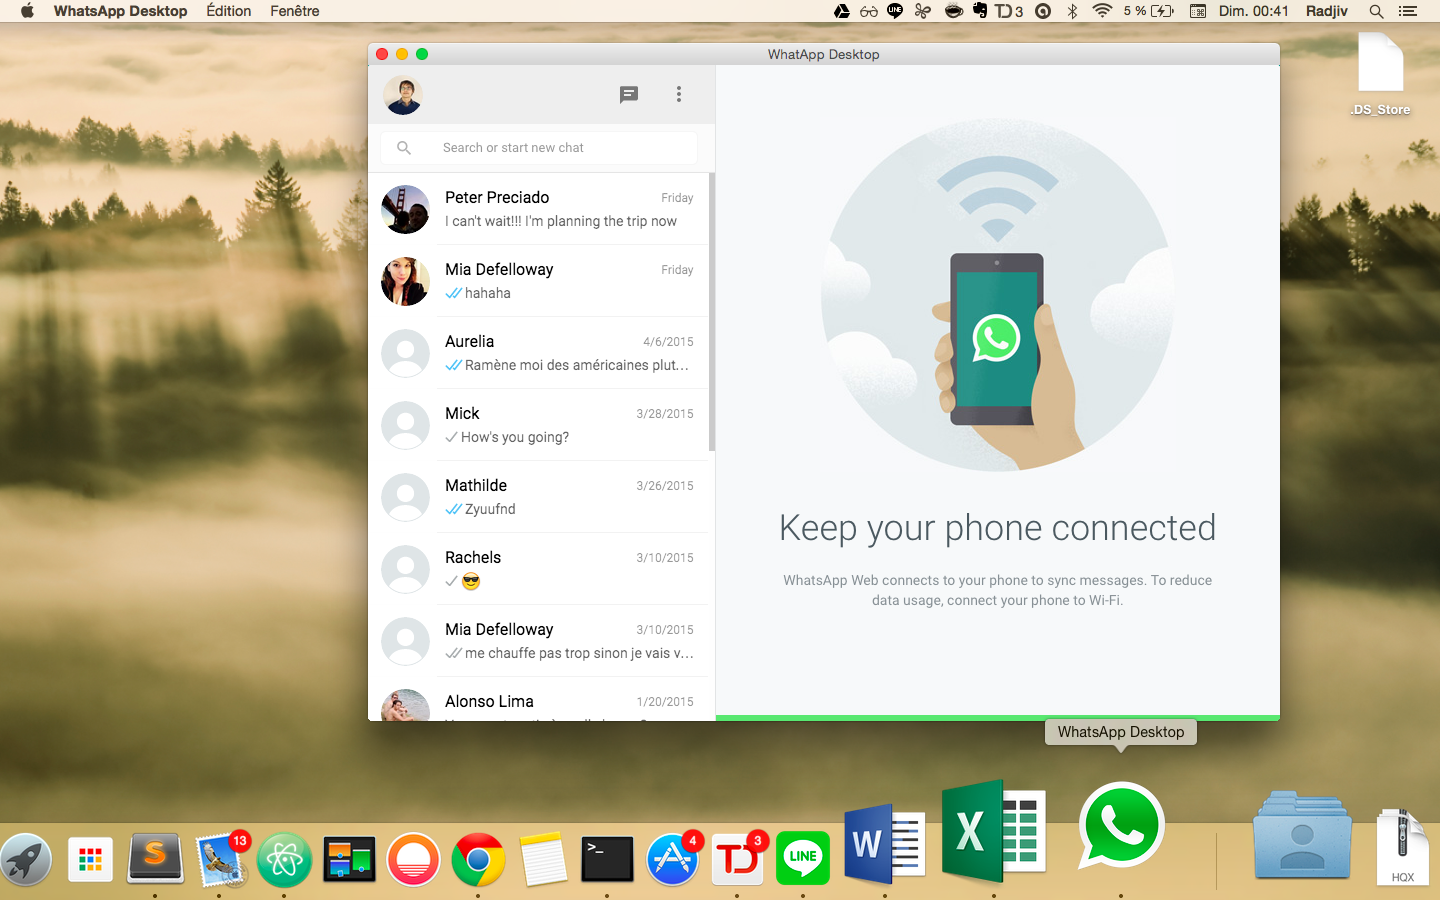 WhatsApp Desktop Édition Fenêtre
LINE
3
5 %
Dim. 00:41 Radjiv
WhatApp Desktop
.DS_Store
Search or start new chat
Peter Preciado Friday
I can't wait!!! I'm planning the trip now
Mia Defelloway Friday
hahaha
Aurelia 4/6/2015
Ramène moi des américaines plut...
Mick 3/28/2015
How's you going?
Mathilde 3/26/2015
Zyuufnd
Rachels 3/10/2015
Mia Defelloway 3/10/2015
me chauffe pas trop sinon je vais v...
Alonso Lima 1/20/2015
Keep your phone connected
WhatsApp Web connects to your phone to sync messages. To reduce
data usage, connect your phone to Wi-Fi.
WhatsApp Desktop
S
13
>_
4
3
LINE
W
X
HQX